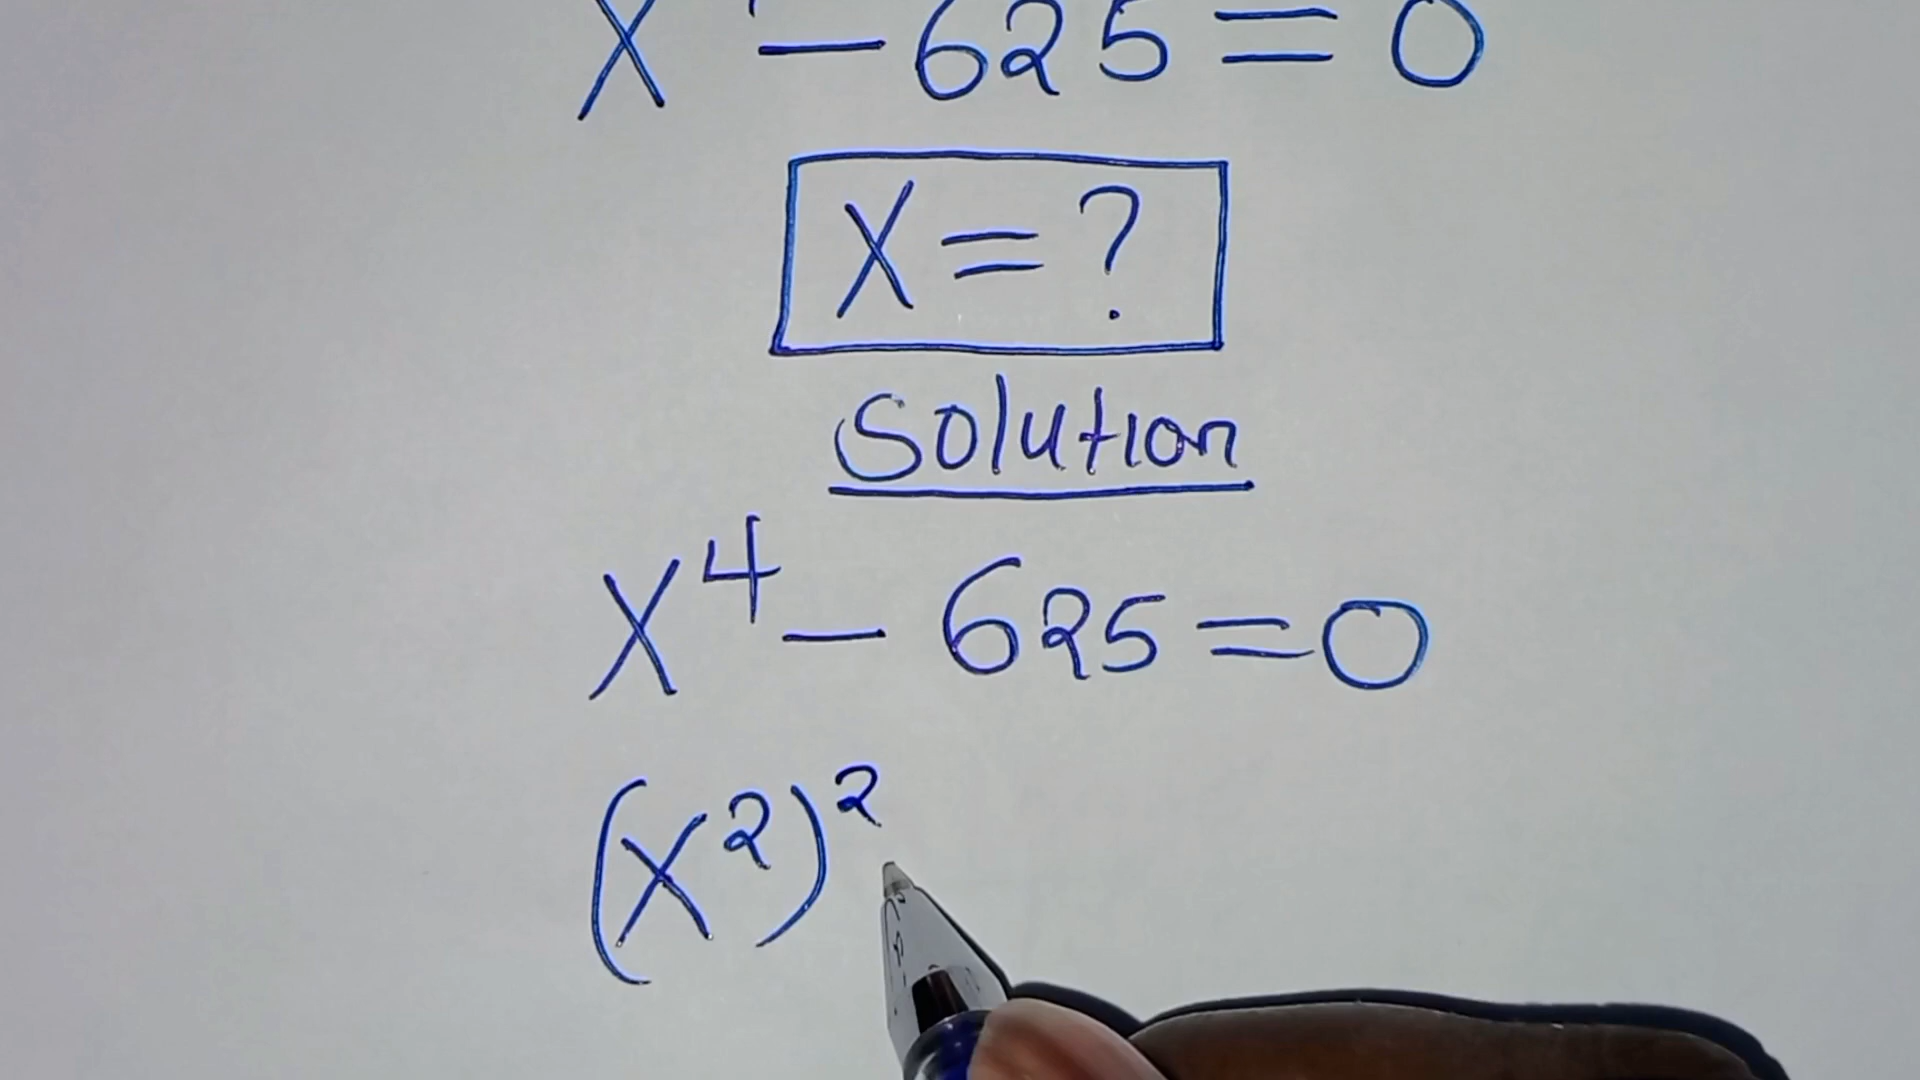 x - 625 = 0
x = ?
Solution
x⁴ - 625 = 0
(x²)²